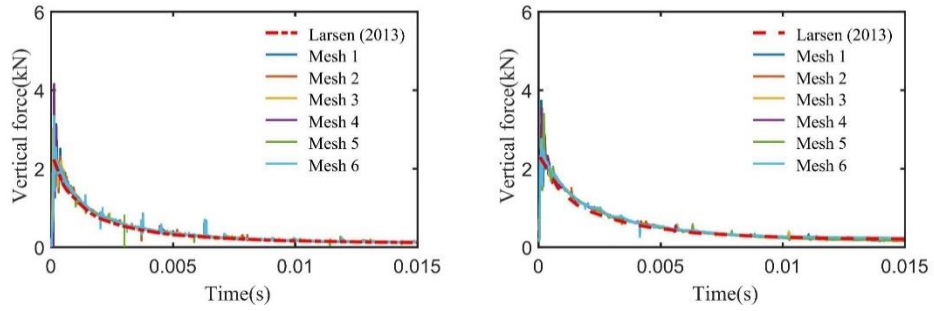 6
4
2
0
Vertical force(kN)
Larsen (2013)
Mesh 1
Mesh 2
Mesh 3
Mesh 4
Mesh 5
Mesh 6
0 0.005 0.01 0.015
Time(s)
6
4
2
0
Vertical force(kN)
Larsen (2013)
Mesh 1
Mesh 2
Mesh 3
Mesh 4
Mesh 5
Mesh 6
0 0.005 0.01 0.015
Time(s)